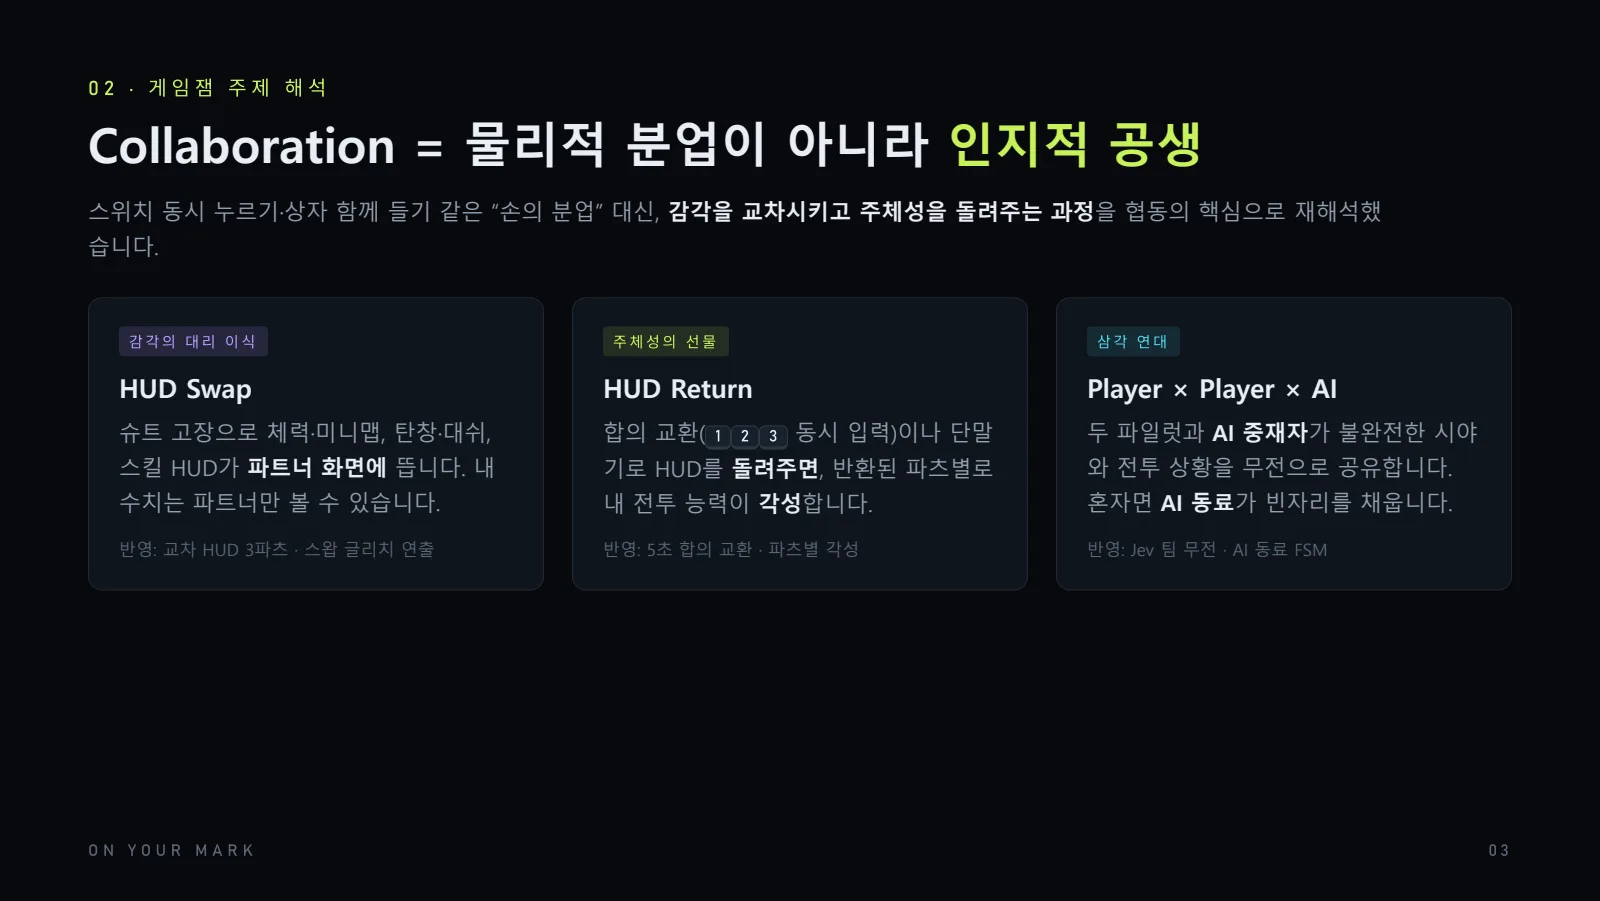 02 · 게임잼 주제 해석
Collaboration = 물리적 분업이 아니라 인지적 공생
스위치 동시 누르기·상자 함께 들기 같은 “손의 분업” 대신, 감각을 교차시키고 주체성을 돌려주는 과정을 협동의 핵심으로 재해석했
습니다.
감각의 대리 이식
HUD Swap
슈트 고장으로 체력·미니맵, 탄창·대쉬,
스킬 HUD가 파트너 화면에 뜹니다. 내
수치는 파트너만 볼 수 있습니다.
반영: 교차 HUD 3파츠 · 스왑 글리치 연출
주체성의 선물
HUD Return
합의 교환(1 2 3 동시 입력)이나 단말
기로 HUD를 돌려주면, 반환된 파츠별로
내 전투 능력이 각성합니다.
반영: 5초 합의 교환 · 파츠별 각성
삼각 연대
Player × Player × AI
두 파일럿과 AI 중재자가 불완전한 시야
와 전투 상황을 무전으로 공유합니다.
혼자면 AI 동료가 빈자리를 채웁니다.
반영: Jev 팀 무전 · AI 동료 FSM
ON YOUR MARK
03